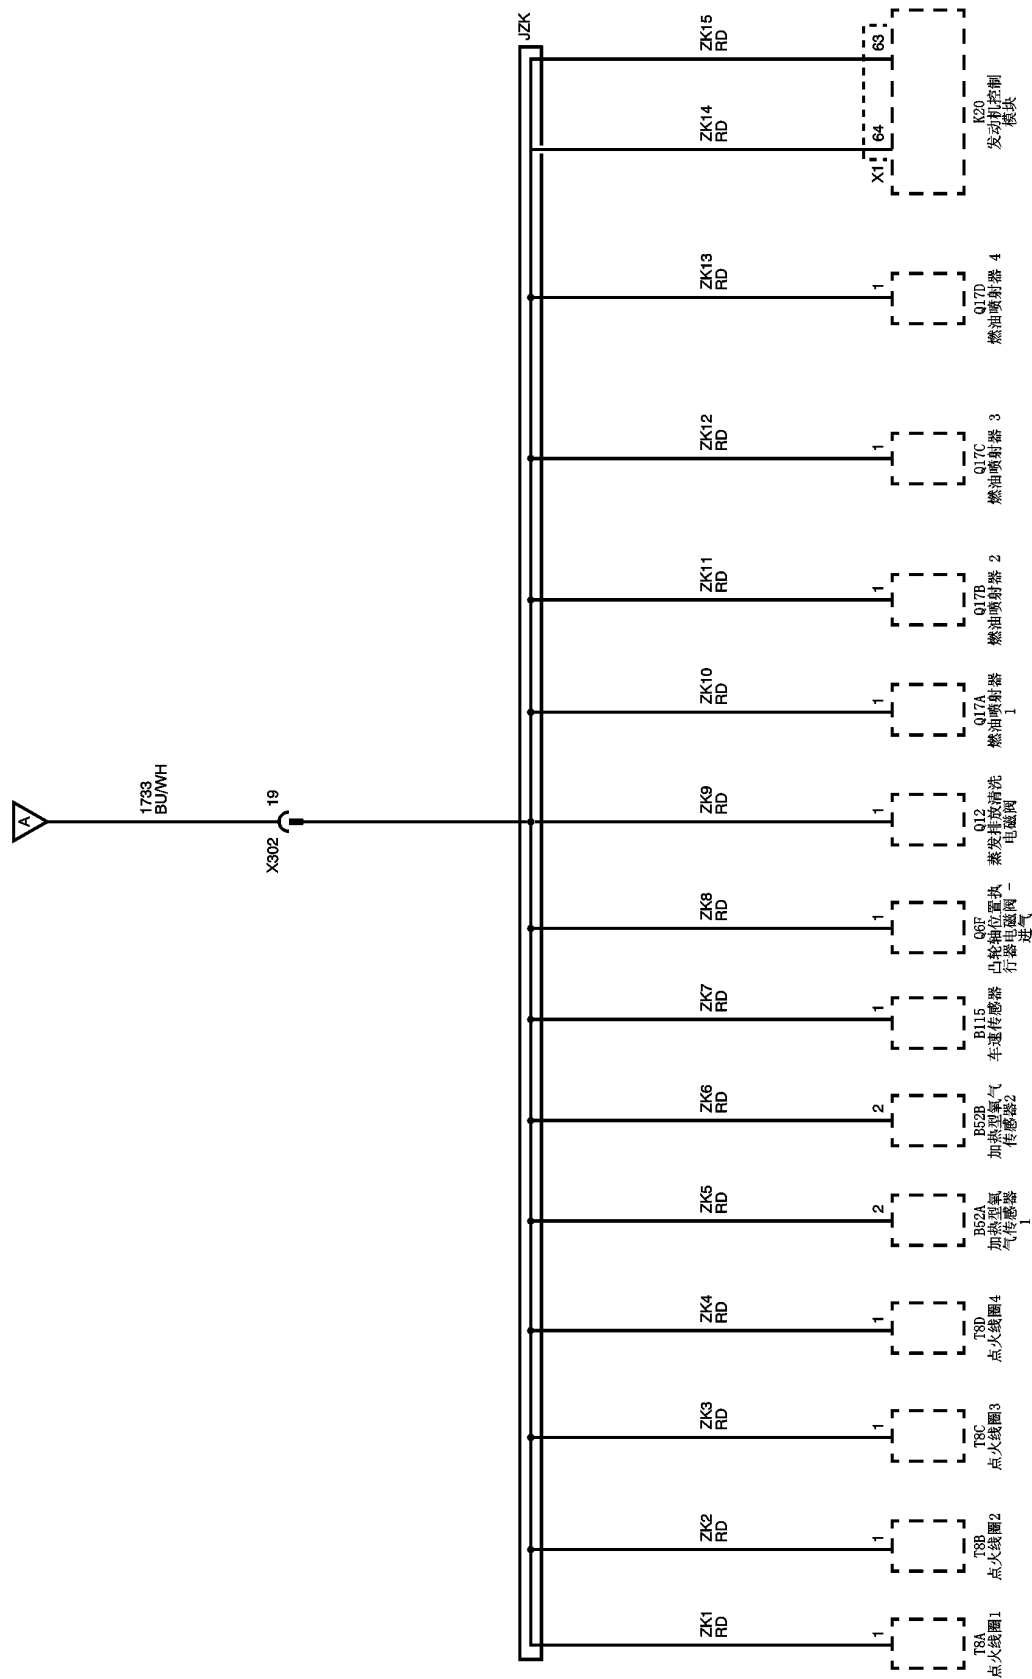 A
1733
BU/WH
X302
19
JZK
ZK1
RD
ZK2
RD
ZK3
RD
ZK4
RD
ZK5
RD
ZK6
RD
ZK7
RD
ZK8
RD
ZK9
RD
ZK10
RD
ZK11
RD
ZK12
RD
ZK13
RD
ZK14
RD
ZK15
RD
1
1
1
1
2
2
1
1
1
1
1
1
1
X1
64
63
T8A
点火线圈1
T8B
点火线圈2
T8C
点火线圈3
T8D
点火线圈4
B52A
加热型氧
气传感器
1
B52B
加热型氧气
传感器2
B115
车速传感器
Q6F
凸轮轴位置执
行器电磁阀 -
进气
Q12
蒸发排放清洗
电磁阀
Q17A
燃油喷射器
1
Q17B
燃油喷射器 2
Q17C
燃油喷射器 3
Q17D
燃油喷射器 4
K20
发动机控制
模块